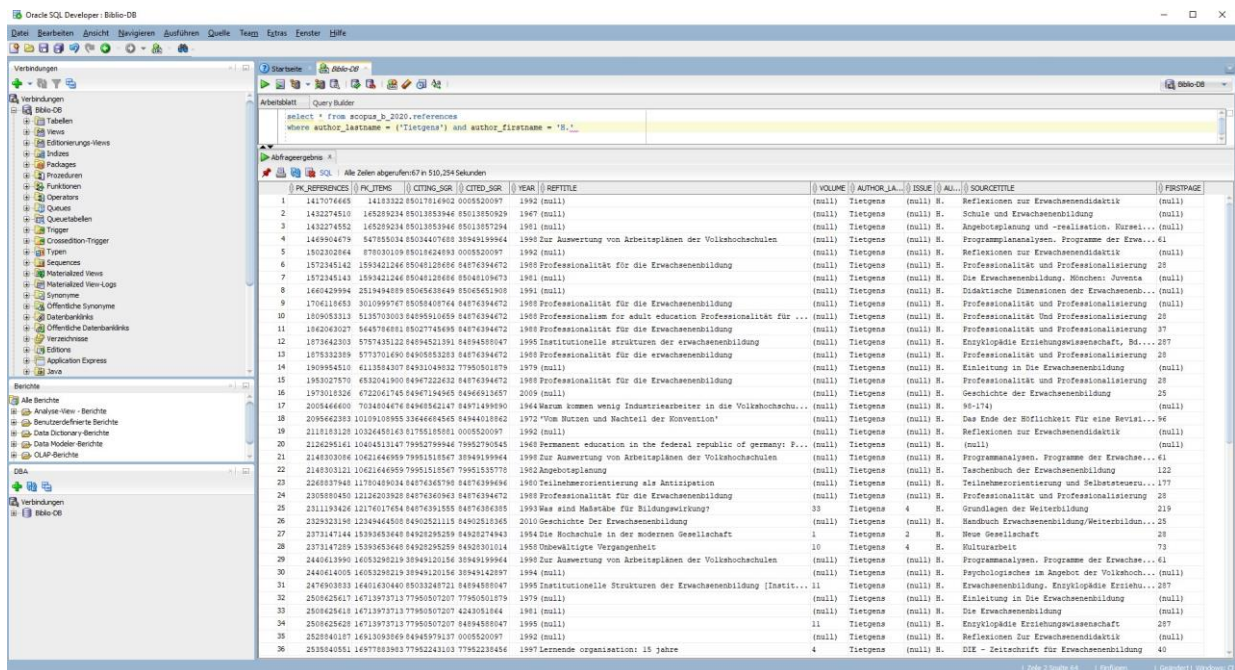 Oracle SQL Developer : Biblio-DB
Datei Bearbeiten Ansicht Navigieren Ausführen Quelle Team Extras Fenster Hilfe
Verbindungen
Startseite
Biblio-DB
Biblio-DB
Verbindungen
Biblio-DB
Tabellen
Views
Editionierungs-Views
Indizes
Packages
Prozeduren
Funktionen
Operators
Queues
Queuetabellen
Trigger
Crossedition-Trigger
Typen
Sequences
Materialized Views
Materialized View-Logs
Synonyme
Öffentliche Synonyme
Datenbanklinks
Öffentliche Datenbanklinks
Verzeichnisse
Editions
Application Express
Java
Berichte
Alle Berichte
Analyse-View - Berichte
Benutzerdefinierte Berichte
Data Dictionary-Berichte
Data Modeler-Berichte
OLAP-Berichte
DBA
Verbindungen
Biblio-DB
Arbeitsblatt Query Builder
select * from scopus_b_2020.references
where author_lastname = ('Tietgens') and author_firstname = 'H.'
Abfrageergebnis
SQL | Alle Zeilen abgerufen: 67 in 510,254 Sekunden
PK_REFERENCES FK_ITEMS CITING_SGR CITED_SGR YEAR REFTITLE VOLUME AUTHOR_LA... ISSUE AU... SOURCETITLE FIRSTPAGE
1 1417076665 14183322 85017816902 0005520097 1992 (null) (null) Tietgens (null) H. Reflexionen zur Erwachsenendidaktik (null)
2 1432274510 165289234 85013853946 85013850929 1967 (null) (null) Tietgens (null) H. Schule und Erwachsenenbildung (null)
3 1432274552 165289234 85013853946 85013857294 1981 (null) (null) Tietgens (null) H. Angebotsplanung und -realisation. Kursei... (null)
4 1469904679 547855034 85034407688 38949199964 1998 Zur Auswertung von Arbeitsplänen der Volkshochschulen (null) Tietgens (null) H. Programmplananalysen. Programme der Erwa... 61
5 1502302864 878030109 85018624893 0005520097 1992 (null) (null) Tietgens (null) H. Reflexionen zur Erwachsenendidaktik (null)
6 1572345142 1593421246 85048128686 84876394672 1988 Professionalität för die Erwachsenenbildung (null) Tietgens (null) H. Professionalität und Professionalisierung 28
7 1572345143 1593421246 85048128686 85048109673 1981 (null) (null) Tietgens (null) H. Die Erwachsenenbildung. München: Juventa (null)
8 1660429994 2519494889 85065638649 85065651908 1991 (null) (null) Tietgens (null) H. Didaktische Dimensionen der Erwachsenenb... (null)
9 1706118653 3010999767 85058408764 84876394672 1988 Professionalität für die Erwachsenenbildung (null) Tietgens (null) H. Professionalität und Professionalisierung (null)
10 1809053313 5135703003 84895910659 84876394672 1988 Professionalism for adult education Professionalität für ... (null) Tietgens (null) H. Professionalität Und Professionalisierung 28
11 1862063027 5645786881 85027745695 84876394672 1988 Professionalität für die Erwachsenenbildung (null) Tietgens (null) H. Professionalität und Professionalisierung 37
12 1873642303 5757435122 84894521391 84894588047 1995 Institutionelle strukturen der erwachsenenbildung (null) Tietgens (null) H. Enzyklopädie Erziehungswissenschaft, Bd.... 287
13 1875332389 5773701690 84905853283 84876394672 1988 Professionalität für die erwachsenenbildung (null) Tietgens (null) H. Professionalität und Professionalisierung 28
14 1909954510 6113584307 84931049832 77950501879 1979 (null) (null) Tietgens (null) H. Einleitung in Die Erwachsenenbildung (null)
15 1953027570 6532041900 84967222632 84876394672 1988 Professionalität für die Erwachsenenbildung (null) Tietgens (null) H. Professionalität und Professionalisierung 28
16 1973018326 6722061745 84967194965 84966913657 2009 (null) (null) Tietgens (null) H. Geschichte der Erwachsenenbildung 25
17 2005466600 7034804676 84968562147 84971499890 1964 Warum kommen wenig Industriearbeiter in die Volkshochschu... (null) Tietgens (null) H. 98-174) (null)
18 2095662383 10109108955 33646684565 84894018862 1972 "Vom Nutzen und Nachteil der Konvention" (null) Tietgens (null) H. Das Ende der Höflichkeit Für eine Revisi... 96
19 2118183128 10326458163 81755185881 0005520097 1992 (null) (null) Tietgens (null) H. Reflexionen zur Erwachsenendidaktik (null)
20 2126295161 10404513147 79952799946 79952790545 1968 Permanent education in the federal republic of germany: P... (null) Tietgens (null) H. (null) (null)
21 2148303086 10621646959 79951518567 38949199964 1998 Zur Auswertung von Arbeitsplänen der Volkshochschulen (null) Tietgens (null) H. Programmanalysen. Programme der Erwachse... 61
22 2148303121 10621646959 79951518567 79951535778 1982 Angebotsplanung (null) Tietgens (null) H. Taschenbuch der Erwachsenenbildung 122
23 2268837948 11780489034 84876365798 84876399696 1980 Teilnehmerorientierung als Antizipation (null) Tietgens (null) H. Teilnehmerorientierung und Selbststeueru... 177
24 2305880450 12126203928 84876360963 84876394672 1988 Professionalität für die Erwachsenenbildung (null) Tietgens (null) H. Professionalität und Professionalisierung 28
25 2311193426 12176017654 84876391555 84876386385 1993 Was sind Maßstäbe für Bildungswirkung? 33 Tietgens 4 H. Grundlagen der Weiterbildung 219
26 2329323198 12349464508 84902521115 84902518365 2010 Geschichte Der Erwachsenenbildung (null) Tietgens (null) H. Handbuch Erwachsenenbildung/Weiterbildun... 25
27 2373147144 15393653648 84928295259 84928274943 1954 Die Hochschule in der modernen Gesellschaft 1 Tietgens 2 H. Neue Gesellschaft 28
28 2373147289 15393653648 84928295259 84928301014 1958 Unbewältigte Vergangenheit 10 Tietgens 4 H. Kulturarbeit 73
29 2440613990 16053298219 38949120156 38949199964 1998 Zur Auswertung von Arbeitsplänen der Volkshochschulen (null) Tietgens (null) H. Programmanalysen. Programme der Erwachse... 61
30 2440614005 16053298219 38949120156 38949142897 1994 (null) (null) Tietgens (null) H. Psychologisches im Angebot der Volkshoch... (null)
31 2476903833 16401630440 85033248721 84894588047 1995 Institutionelle Strukturen der Erwachsenenbildung [Instit... 11 Tietgens (null) H. Erwachsenenbildung. Enzyklopädie Erziehu... 287
32 2508625617 16713973713 77950507207 77950501879 1979 (null) (null) Tietgens (null) H. Einleitung in Die Erwachsenenbildung (null)
33 2508625618 16713973713 77950507207 4243051864 1981 (null) (null) Tietgens (null) H. Die Erwachsenenbildung (null)
34 2508625628 16713973713 77950507207 84894588047 1995 (null) 11 Tietgens (null) H. Enzyklopädie Erziehungswissenschaft 287
35 2528840187 16913093869 84945979137 0005520097 1992 (null) (null) Tietgens (null) H. Reflexionen Zur Erwachsenendidaktik (null)
36 2535840551 16977883983 77952243103 77952238456 1997 Lernende organisation: 15 jahre 4 Tietgens (null) H. DIE - Zeitschrift für Erwachsenenbildung 40
Zeile 2 Spalte 64 | Einfügen | Geändert | Windows: C